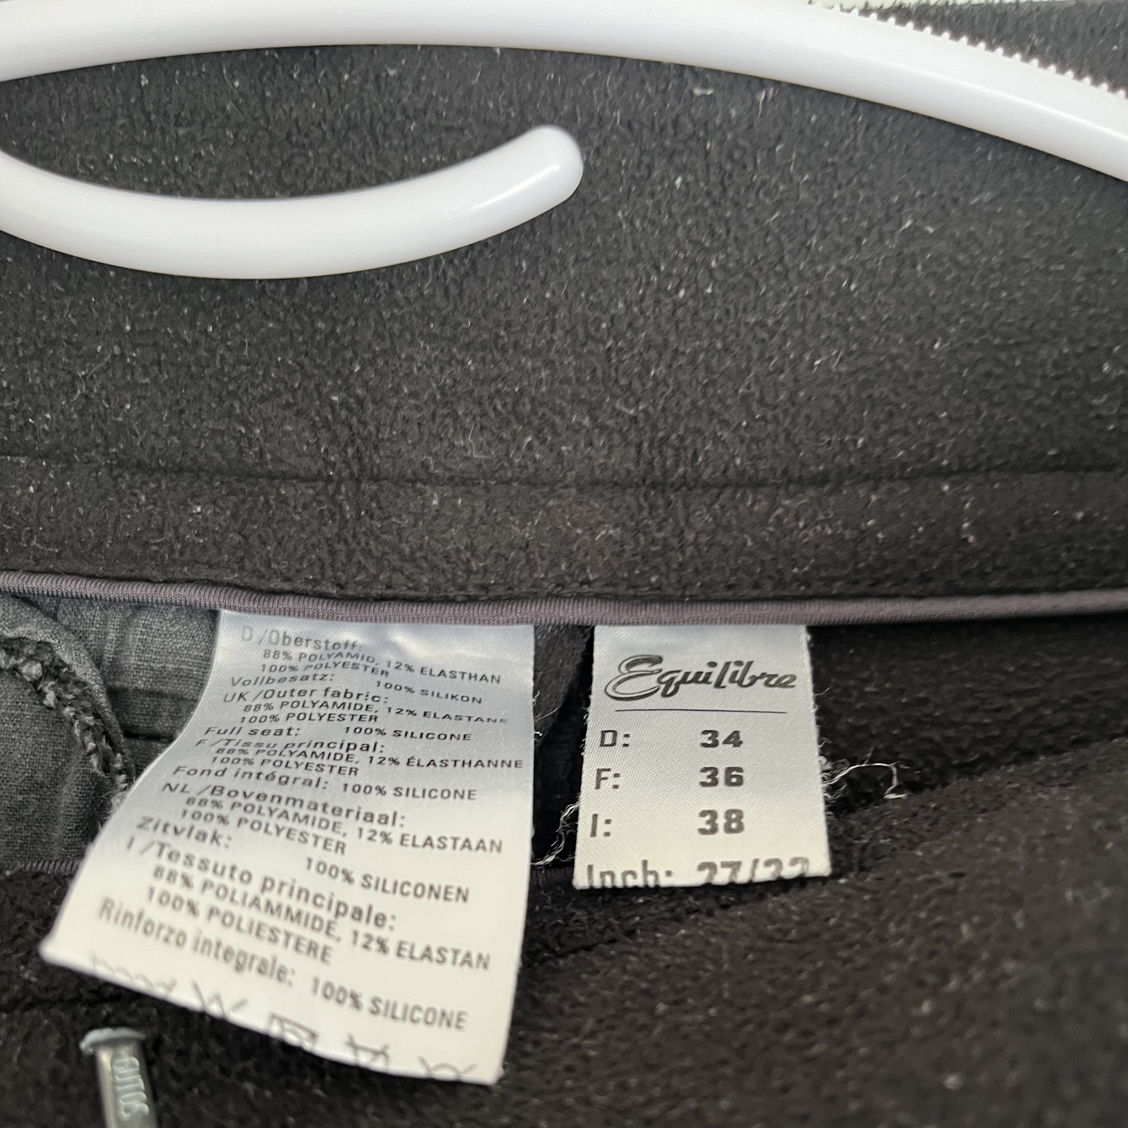 D/Oberstoff:
88% POLYAMID, 12% ELASTHAN
100% POLYESTER
Vollbesatz: 100% SILIKON
UK/Outer fabric:
88% POLYAMIDE, 12% ELASTANE
100% POLYESTER
Full seat: 100% SILICONE
F/Tissu principal:
88% POLYAMIDE, 12% ÉLASTHANNE
100% POLYESTER
Fond intégral: 100% SILICONE
NL/Bovenmateriaal:
88% POLYAMIDE, 12% ELASTAAN
100% POLYESTER
Zitvlak: 100% SILICONEN
I/Tessuto principale:
88% POLIAMMIDE, 12% ELASTAN
100% POLIESTERE
Rinforzo integrale: 100% SILICONE
Equilibre
D: 34
F: 36
I: 38
Inch: 27/32